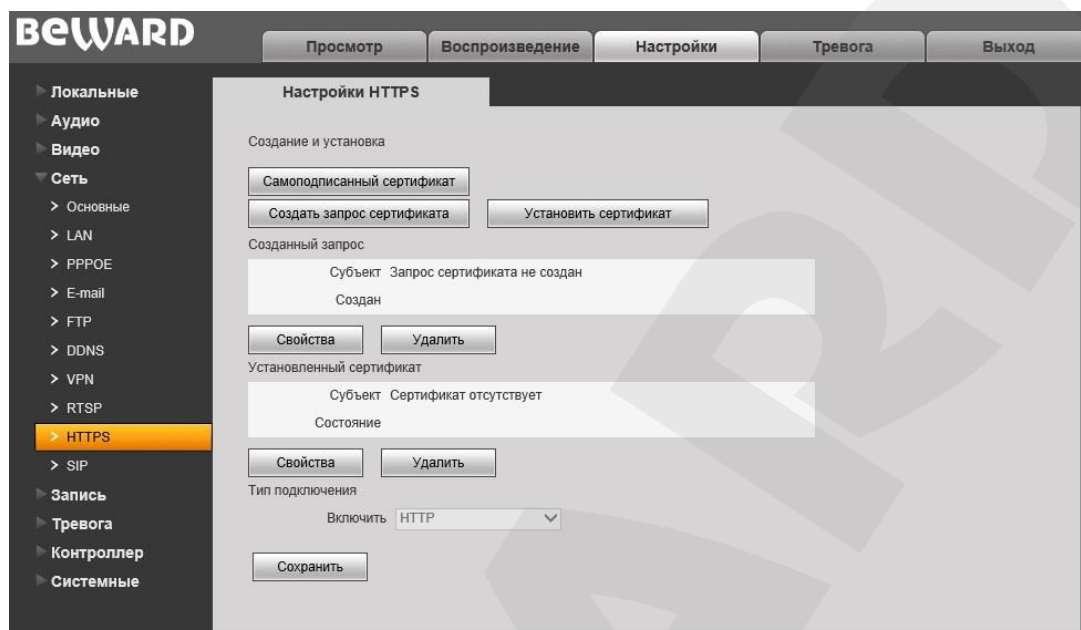 BEWARD
Просмотр Воспроизведение Настройки Тревога Выход
Локальные
Аудио
Видео
Сеть
> Основные
> LAN
> PPPOE
> E-mail
> FTP
> DDNS
> VPN
> RTSP
> HTTPS
> SIP
Запись
Тревога
Контроллер
Системные
Настройки HTTPS
Создание и установка
Самоподписанный сертификат
Создать запрос сертификата Установить сертификат
Созданный запрос
Субъект Запрос сертификата не создан
Создан
Свойства Удалить
Установленный сертификат
Субъект Сертификат отсутствует
Состояние
Свойства Удалить
Тип подключения
Включить HTTP
Сохранить